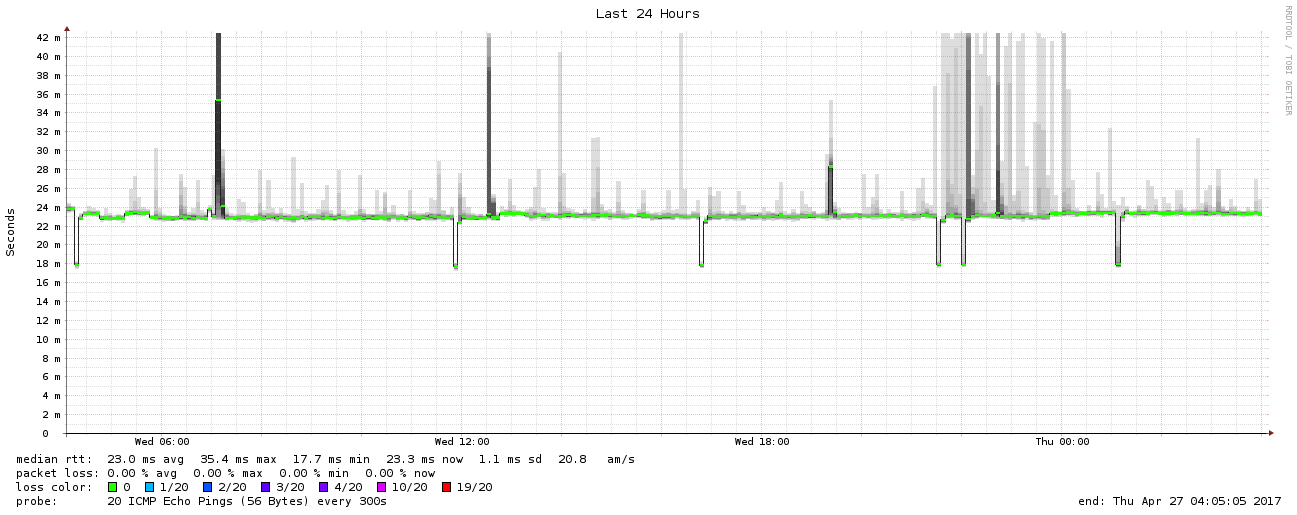 Last 24 Hours
RRDTOOL / TOBI OETIKER
Seconds
42 m
40 m
38 m
36 m
34 m
32 m
30 m
28 m
26 m
24 m
22 m
20 m
18 m
16 m
14 m
12 m
10 m
8 m
6 m
4 m
2 m
0
Wed 06:00 Wed 12:00 Wed 18:00 Thu 00:00
median rtt: 23.0 ms avg 35.4 ms max 17.7 ms min 23.3 ms now 1.1 ms sd 20.8 am/s
packet loss: 0.00 % avg 0.00 % max 0.00 % min 0.00 % now
loss color: 0 1/20 2/20 3/20 4/20 10/20 19/20
probe: 20 ICMP Echo Pings (56 Bytes) every 300s end: Thu Apr 27 04:05:05 2017